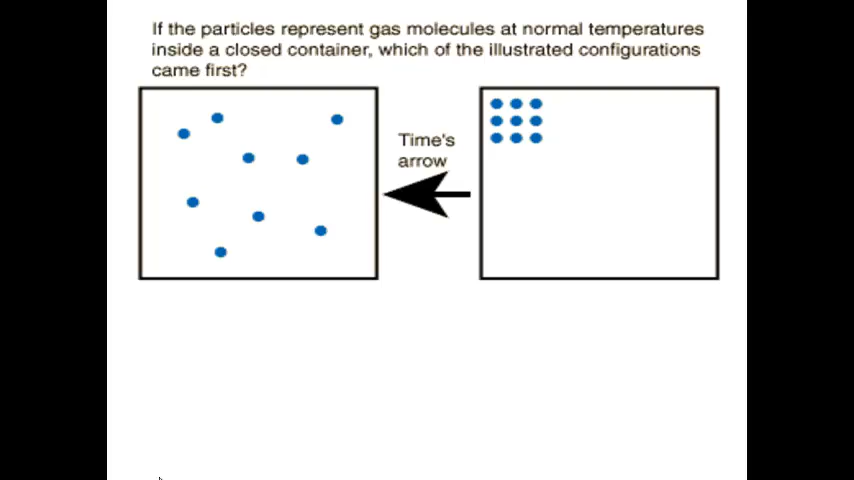 If the particles represent gas molecules at normal temperatures
inside a closed container, which of the illustrated configurations
came first?
Time's
arrow